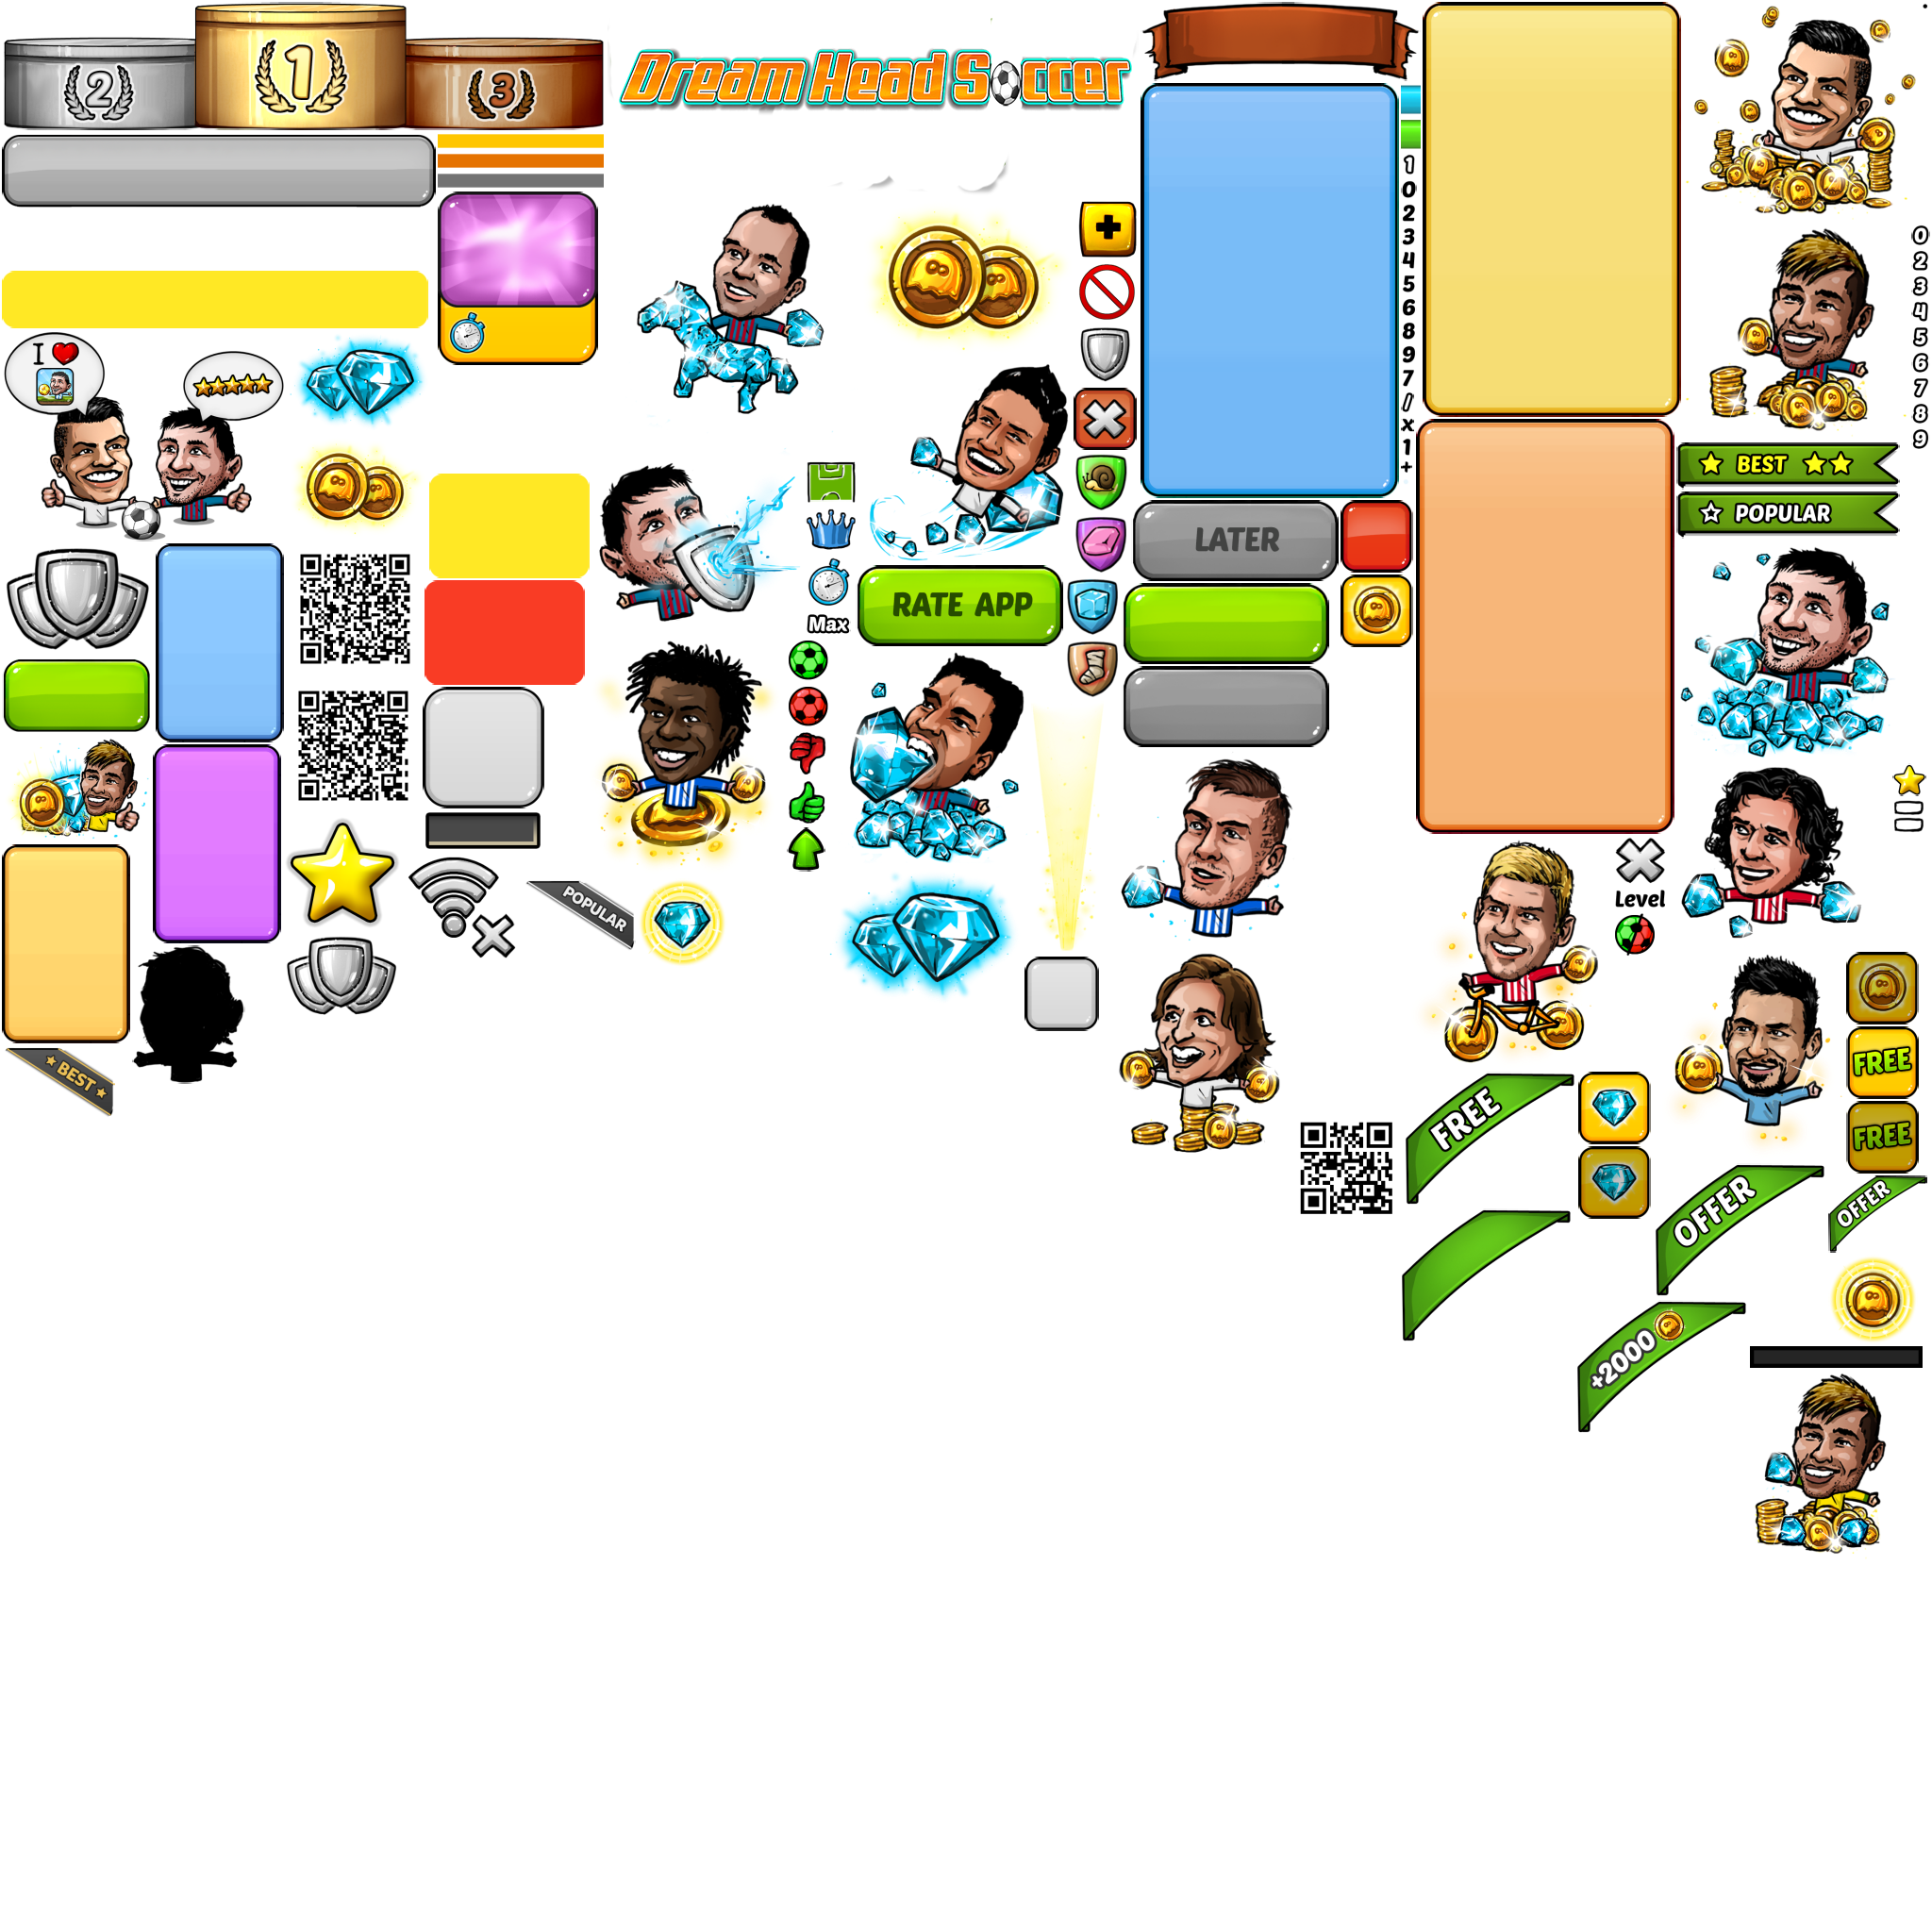 2
1
3
Dream Head Soccer
1
0
2
3
4
5
6
8
9
7
/
x
1
+
0
2
3
4
5
6
7
8
9
I
BEST
POPULAR
LATER
RATE APP
Max
POPULAR
Level
BEST
FREE
FREE
FREE
OFFER
OFFER
+2000